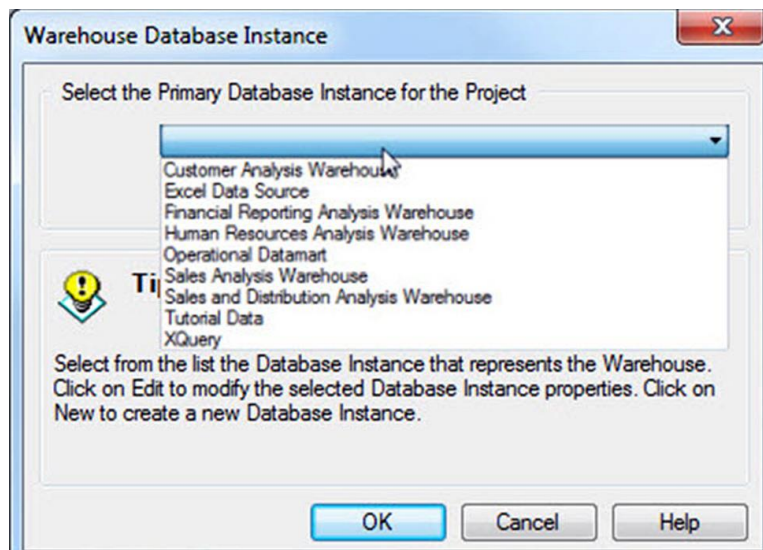 Warehouse Database Instance
Select the Primary Database Instance for the Project
Customer Analysis Warehouse
Excel Data Source
Financial Reporting Analysis Warehouse
Human Resources Analysis Warehouse
Operational Datamart
Sales Analysis Warehouse
Sales and Distribution Analysis Warehouse
Tutorial Data
XQuery
Select from the list the Database Instance that represents the Warehouse.
Click on Edit to modify the selected Database Instance properties. Click on
New to create a new Database Instance.
OK Cancel Help